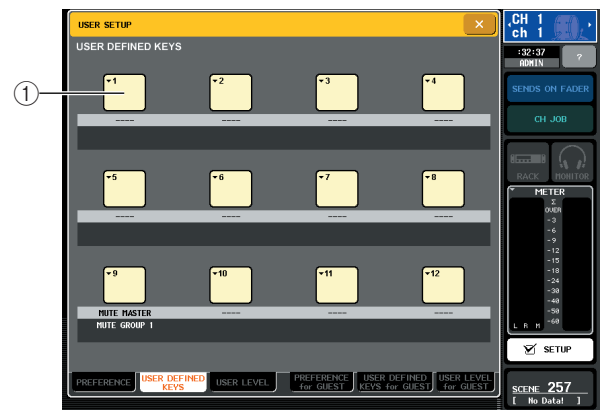 USER SETUP
×
USER DEFINED KEYS
1
1
2
3
4
----
----
----
----
5
6
7
8
----
----
----
----
9
10
11
12
MUTE MASTER
----
----
----
MUTE GROUP 1
PREFERENCE
USER DEFINED
KEYS
USER LEVEL
PREFERENCE
for GUEST
USER DEFINED
KEYS for GUEST
USER LEVEL
for GUEST
CH 1
ch 1
:32:37
ADMIN
?
SENDS ON FADER
CH JOB
RACK
MONITOR
METER
Σ
OVER
-3
-6
-9
-12
-15
-18
-24
-30
-40
-50
-60
L R M
SETUP
SCENE 257
[ No Data! ]